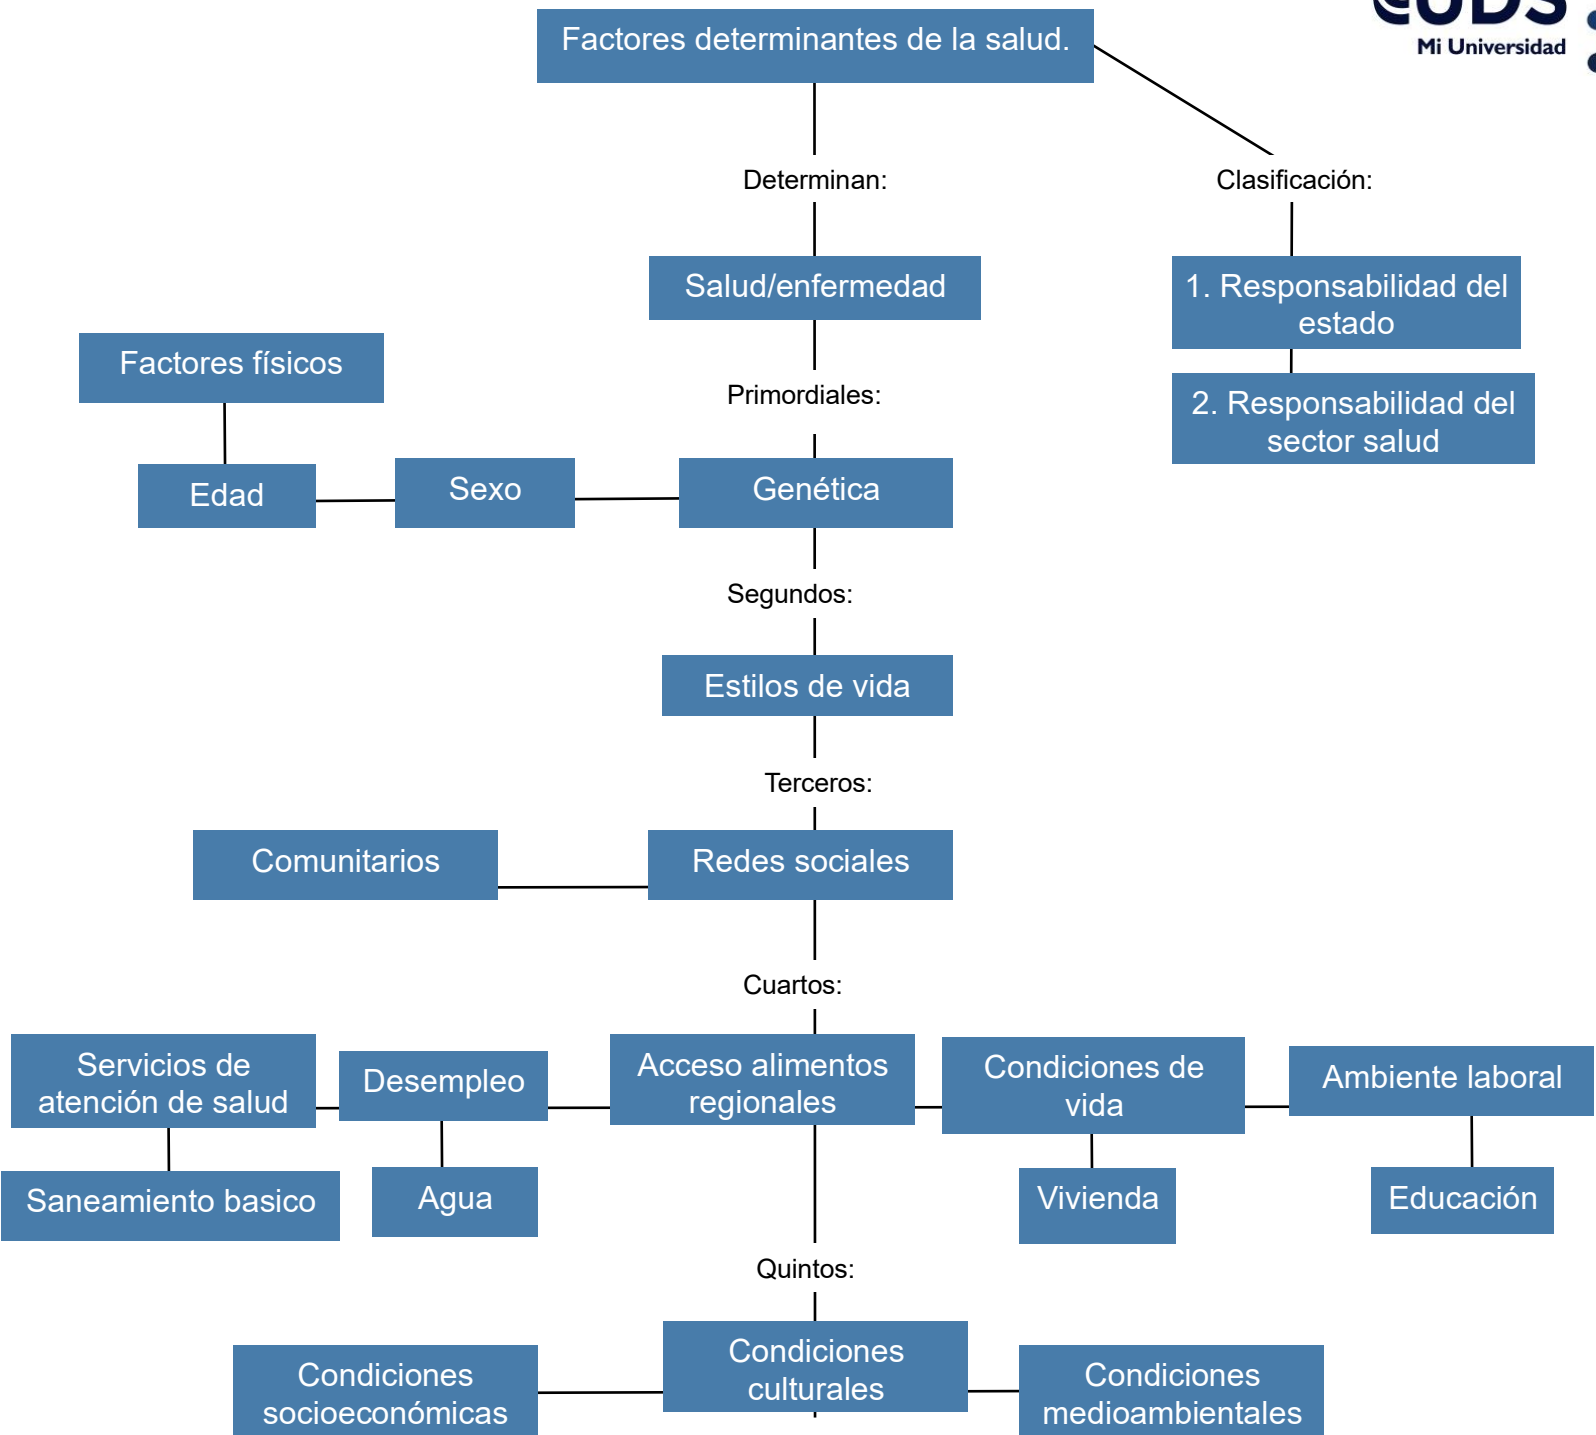 UDS
Mi Universidad
Factores determinantes de la salud.
Determinan:
Clasificación:
Salud/enfermedad
1. Responsabilidad del
estado
2. Responsabilidad del
sector salud
Factores físicos
Primordiales:
Edad
Sexo
Genética
Segundos:
Estilos de vida
Terceros:
Comunitarios
Redes sociales
Cuartos:
Servicios de
atención de salud
Desempleo
Acceso alimentos
regionales
Condiciones de
vida
Ambiente laboral
Saneamiento basico
Agua
Vivienda
Educación
Quintos:
Condiciones
socioeconómicas
Condiciones
culturales
Condiciones
medioambientales